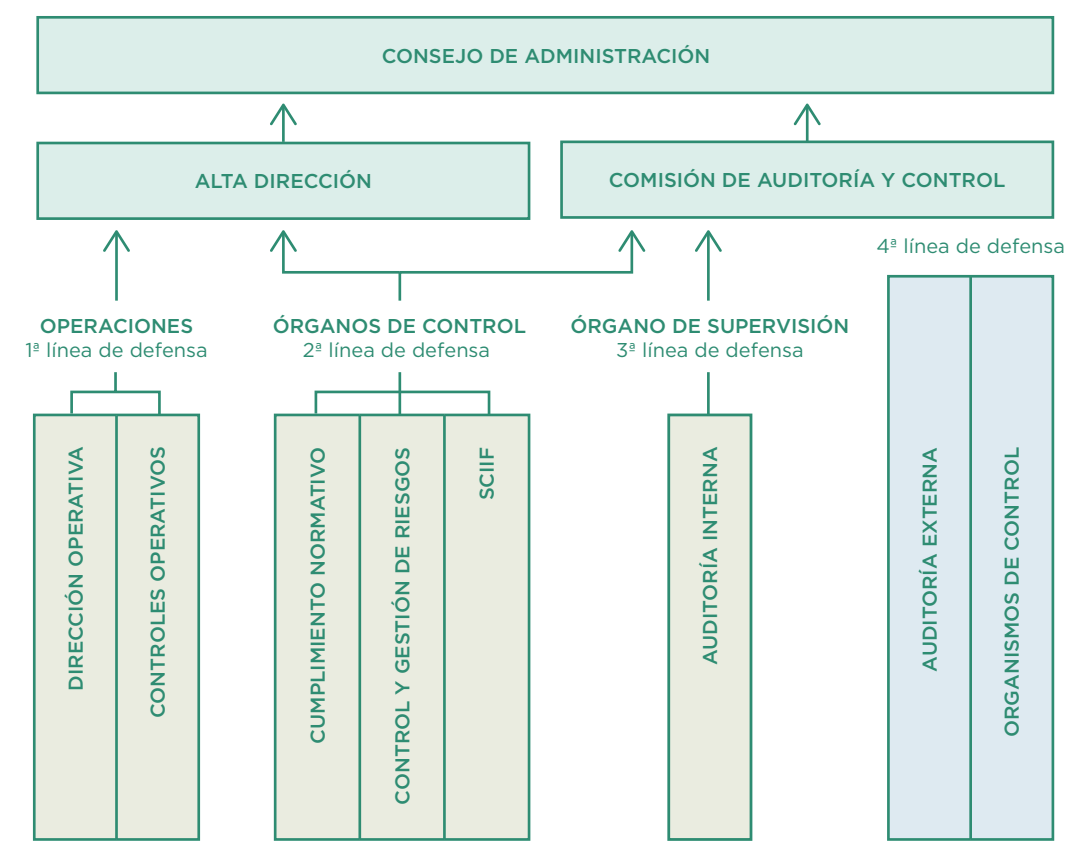 CONSEJO DE ADMINISTRACIÓN
ALTA DIRECCIÓN
COMISIÓN DE AUDITORÍA Y CONTROL
4ª línea de defensa
OPERACIONES
1ª línea de defensa
ÓRGANOS DE CONTROL
2ª línea de defensa
ÓRGANO DE SUPERVISIÓN
3ª línea de defensa
DIRECCIÓN OPERATIVA
CONTROLES OPERATIVOS
CUMPLIMIENTO NORMATIVO
CONTROL Y GESTIÓN DE RIESGOS
SCIIF
AUDITORÍA INTERNA
AUDITORÍA EXTERNA
ORGANISMOS DE CONTROL